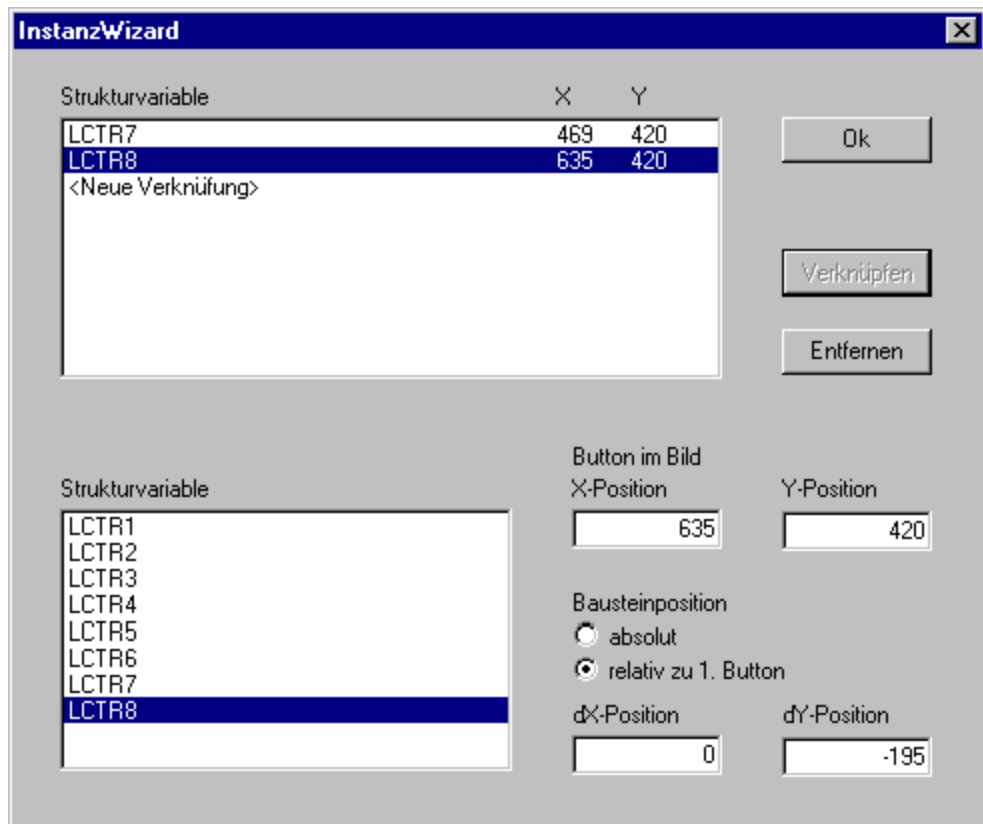 InstanzWizard
Strukturvariable X Y
LCTR7 469 420
LCTR8 635 420
<Neue Verknüfung>
Ok
Verknüpfen
Entfernen
Strukturvariable
LCTR1
LCTR2
LCTR3
LCTR4
LCTR5
LCTR6
LCTR7
LCTR8
Button im Bild
X-Position Y-Position
635 420
Bausteinposition
absolut
relativ zu 1. Button
dX-Position dY-Position
0 -195